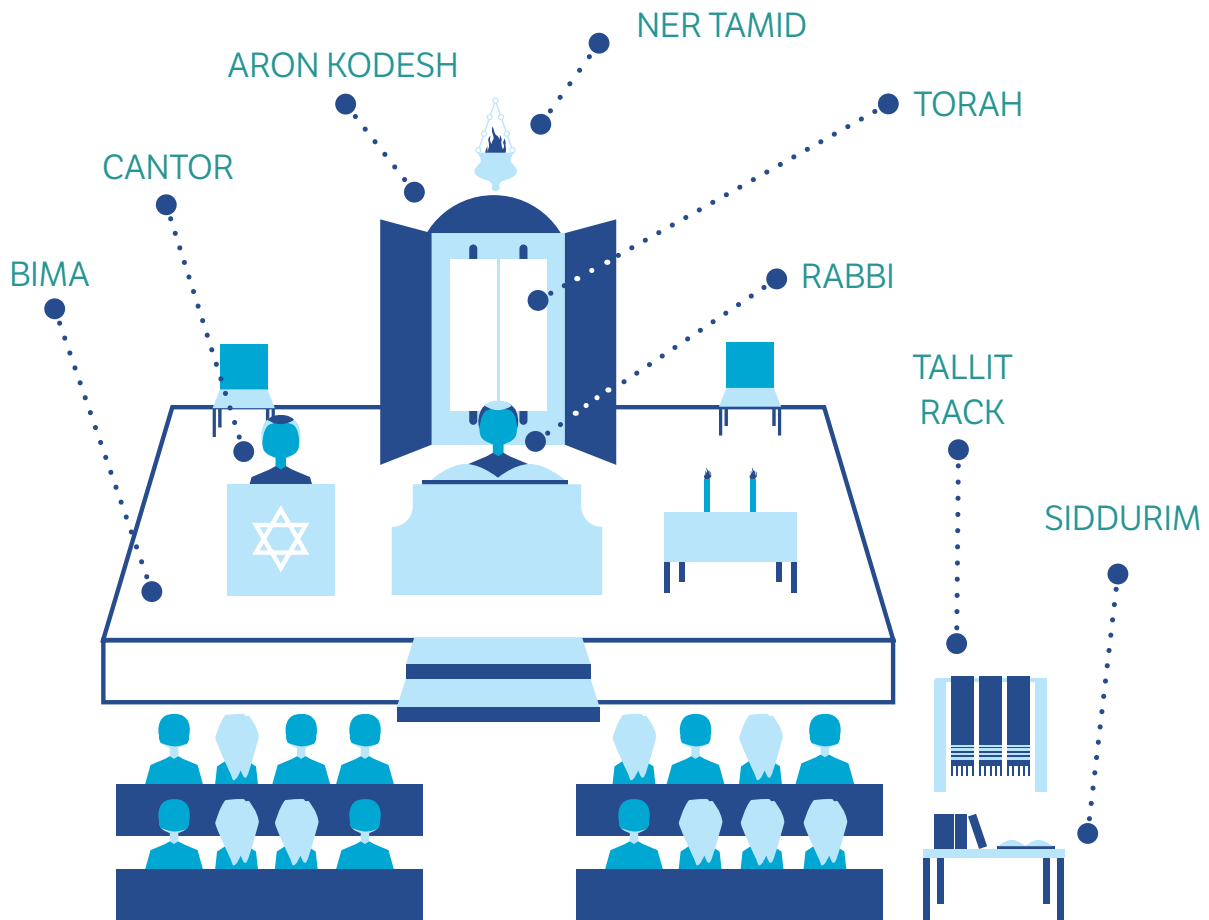 NER TAMID
ARON KODESH
TORAH
CANTOR
BIMA
RABBI
TALLIT
RACK
SIDDURIM